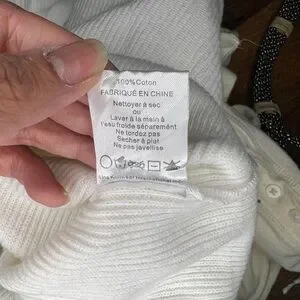 100%Coton
FABRIQUÉ EN CHINE
Nettoyer à sec
ou
Laver à la main à
l'eau froide séparément
Ne tordez pas
Sécher à plat
Ne pas javellise